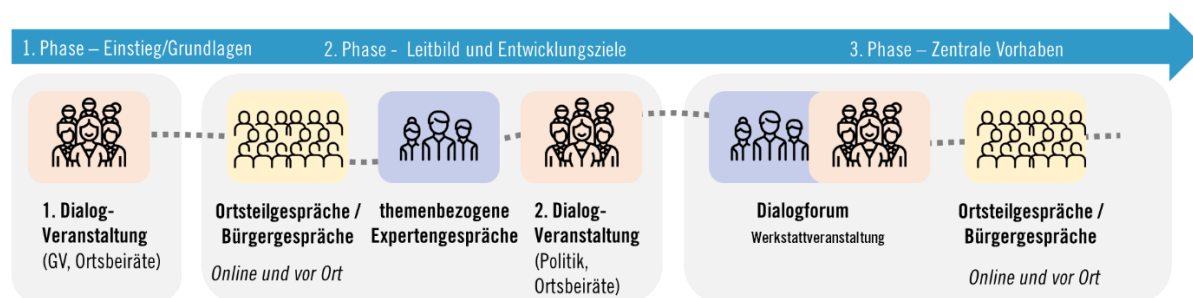 1. Phase – Einstieg/Grundlagen
2. Phase - Leitbild und Entwicklungsziele
3. Phase – Zentrale Vorhaben
1. Dialog-
Veranstaltung
(GV, Ortsbeiräte)
Ortsteilgespräche /
Bürgergespräche
Online und vor Ort
themenbezogene
Expertengespräche
2. Dialog-
Veranstaltung
(Politik,
Ortsbeiräte)
Dialogforum
Werkstattveranstaltung
Ortsteilgespräche /
Bürgergespräche
Online und vor Ort